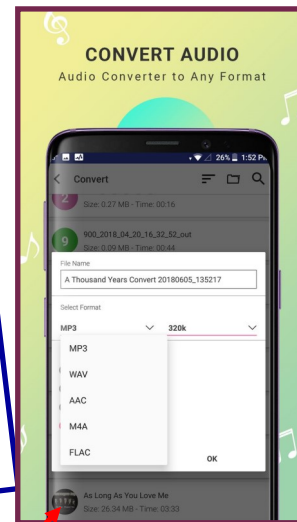 CONVERT AUDIO
Audio Converter to Any Format
26% 1:52 PM
Convert
2
Size: 0.27 MB - Time: 00:16
9
900_2018_04_20_16_32_52_out
Size: 0.09 MB - Time: 00:44
File Name
A Thousand Years Convert 20180605_135217
Select Format
MP3
320k
MP3
WAV
AAC
M4A
FLAC
OK
As Long As You Love Me
Size: 26.34 MB - Time: 03:33